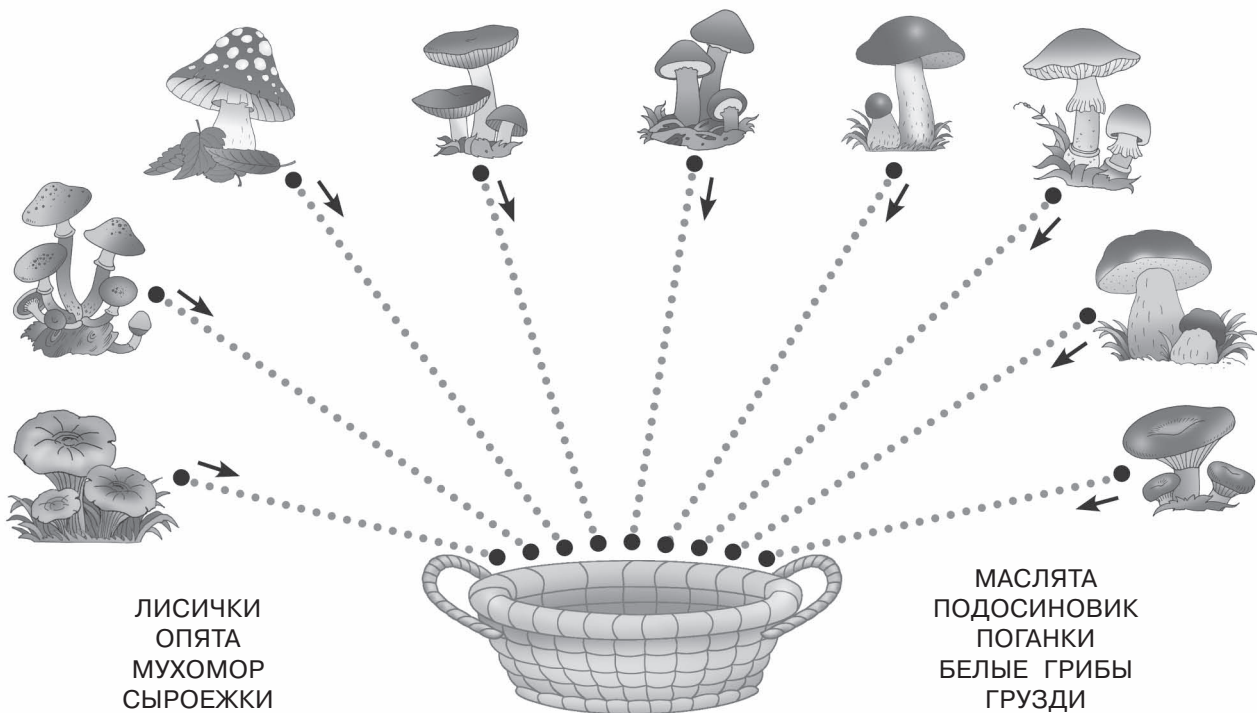 ЛИСИЧКИ
ОПЯТА
МУХОМОР
СЫРОЕЖКИ
МАСЛЯТА
ПОДОСИНОВИК
ПОГАНКИ
БЕЛЫЕ ГРИБЫ
ГРУЗДИ